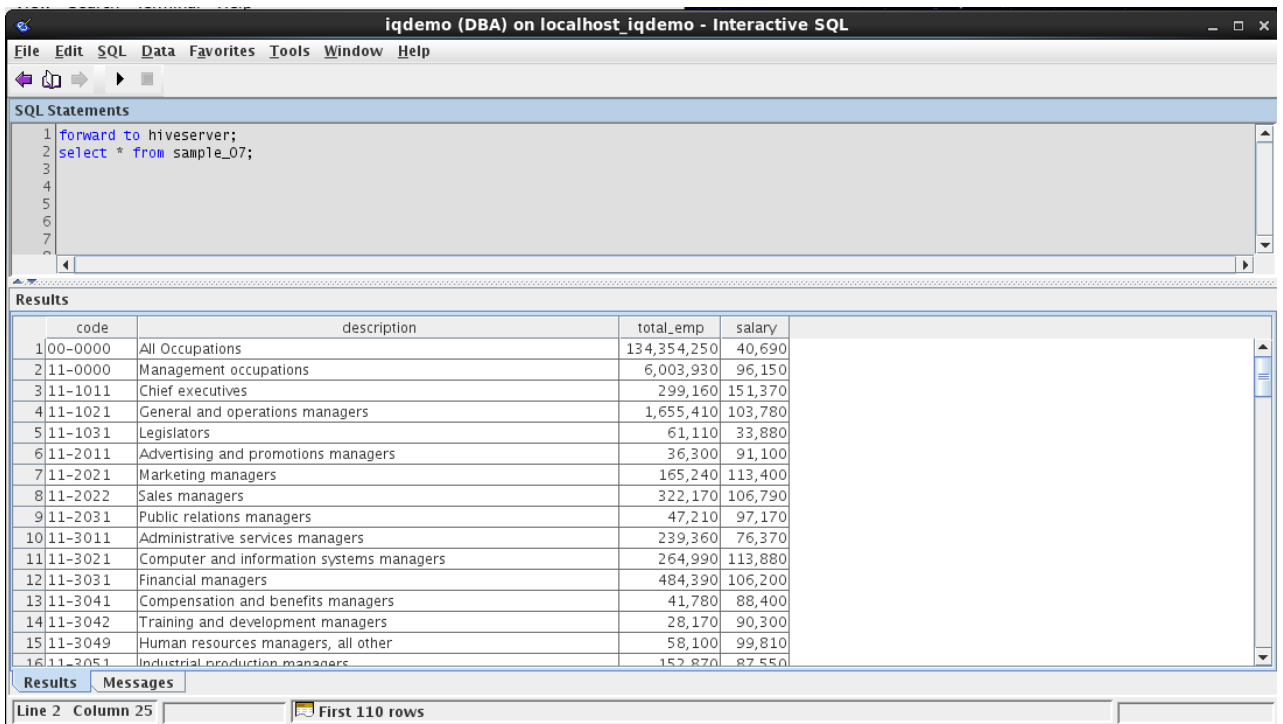 iqdemo (DBA) on localhost_iqdemo - Interactive SQL
File Edit SQL Data Favorites Tools Window Help
SQL Statements
1 forward to hiveserver;
2 select * from sample_07;
3
4
5
6
7
Results
code description total_emp salary
1 00-0000 All Occupations 134,354,250 40,690
2 11-0000 Management occupations 6,003,930 96,150
3 11-1011 Chief executives 299,160 151,370
4 11-1021 General and operations managers 1,655,410 103,780
5 11-1031 Legislators 61,110 33,880
6 11-2011 Advertising and promotions managers 36,300 91,100
7 11-2021 Marketing managers 165,240 113,400
8 11-2022 Sales managers 322,170 106,790
9 11-2031 Public relations managers 47,210 97,170
10 11-3011 Administrative services managers 239,360 76,370
11 11-3021 Computer and information systems managers 264,990 113,880
12 11-3031 Financial managers 484,390 106,200
13 11-3041 Compensation and benefits managers 41,780 88,400
14 11-3042 Training and development managers 28,170 90,300
15 11-3049 Human resources managers, all other 58,100 99,810
16 11-3051 Industrial production managers 152,870 87,550
Results Messages
Line 2 Column 25 First 110 rows